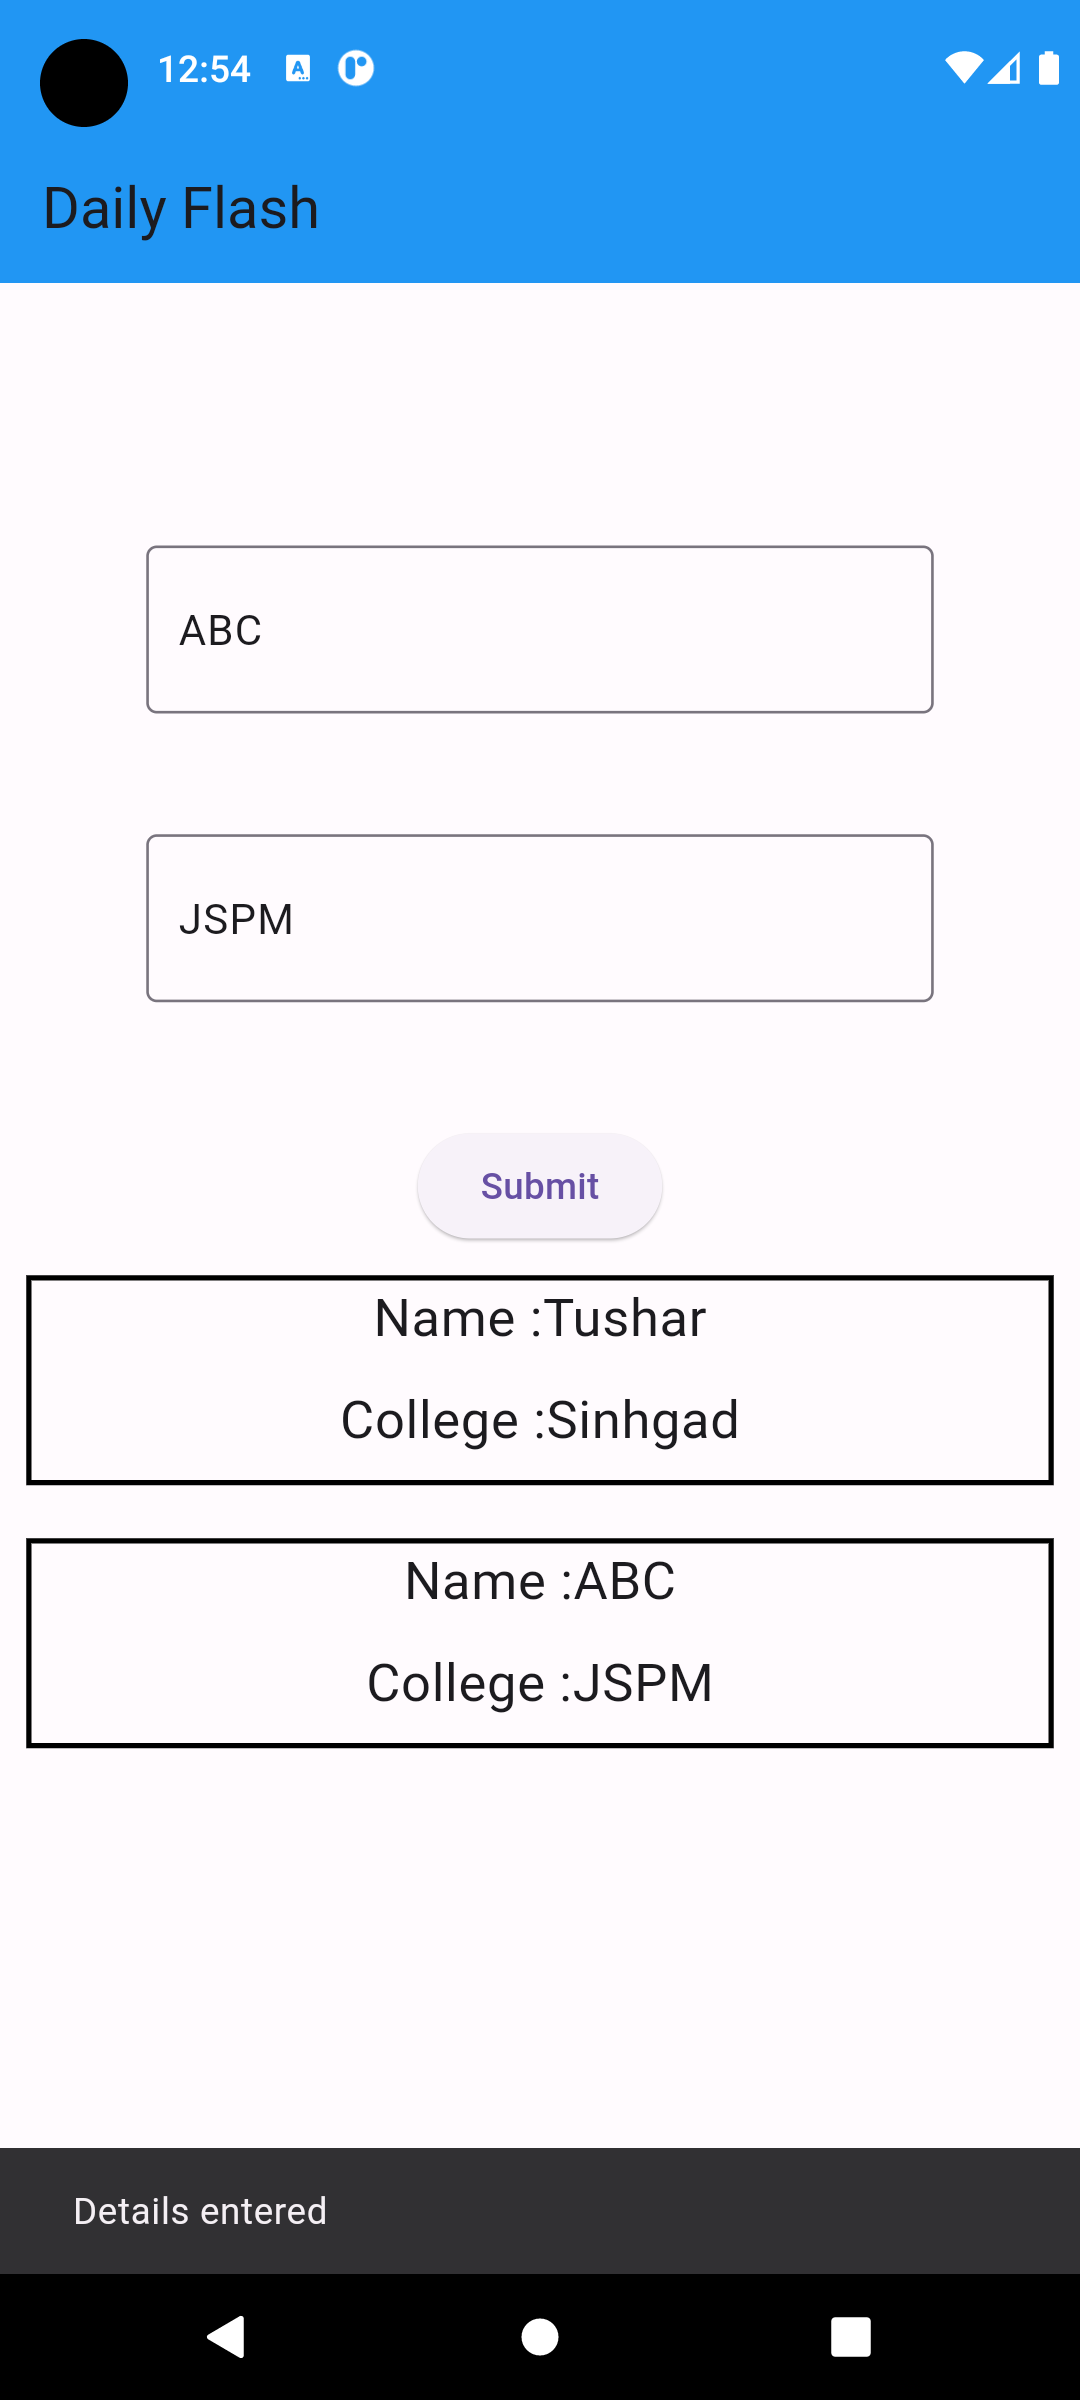 12:54
Daily Flash
ABC
JSPM
Submit
Name :Tushar
College :Sinhgad
Name :ABC
College :JSPM
Details entered